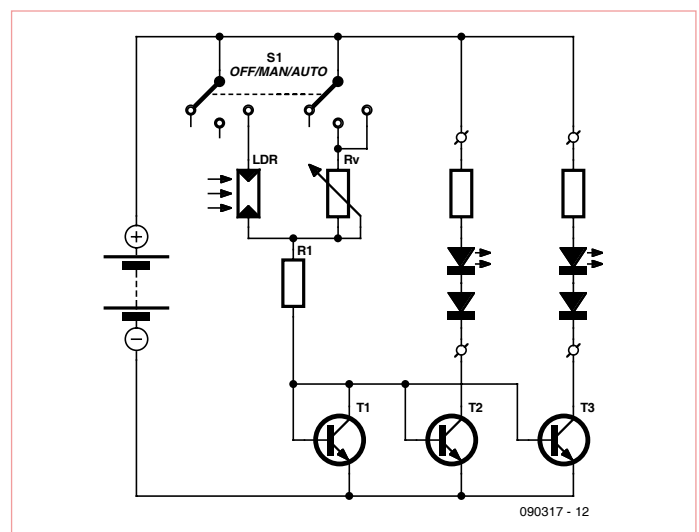 S1
OFF/MAN/AUTO
LDR
Rv
R1
T1
T2
T3
090317 - 12